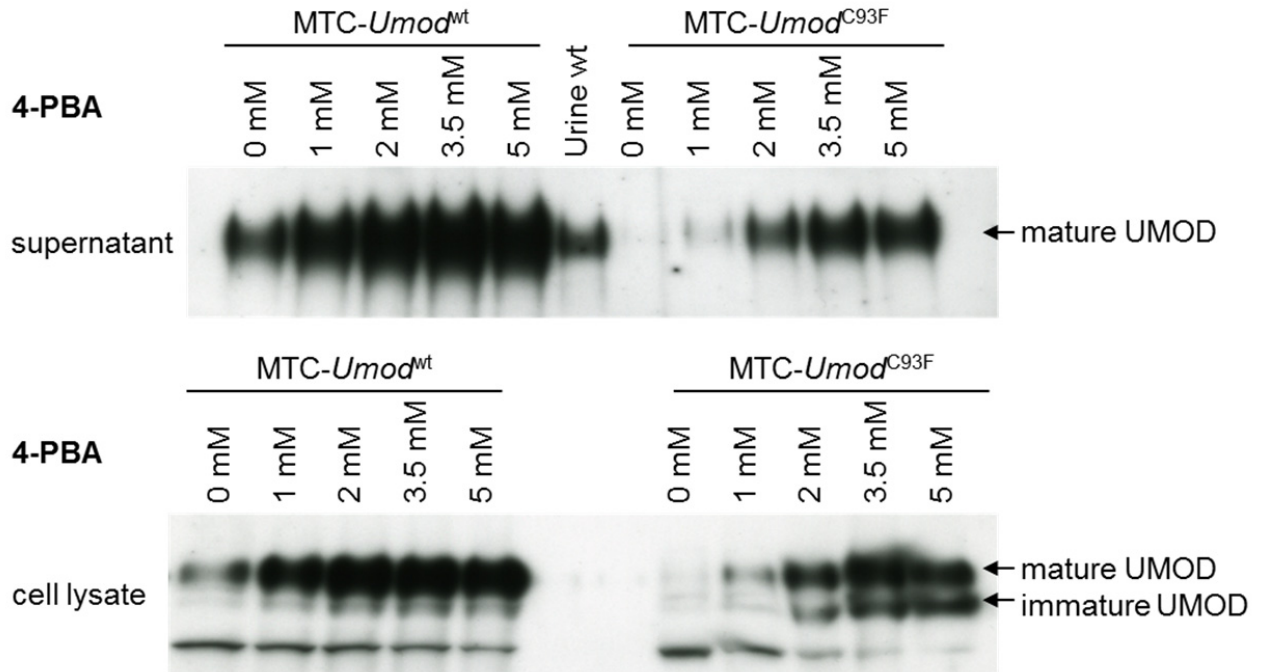 MTC-Umodwt MTC-UmodC93F
4-PBA 0 mM 1 mM 2 mM 3.5 mM 5 mM Urine wt 0 mM 1 mM 2 mM 3.5 mM 5 mM
supernatant mature UMOD
MTC-Umodwt MTC-UmodC93F
4-PBA 0 mM 1 mM 2 mM 3.5 mM 5 mM 0 mM 1 mM 2 mM 3.5 mM 5 mM
mature UMOD
cell lysate immature UMOD